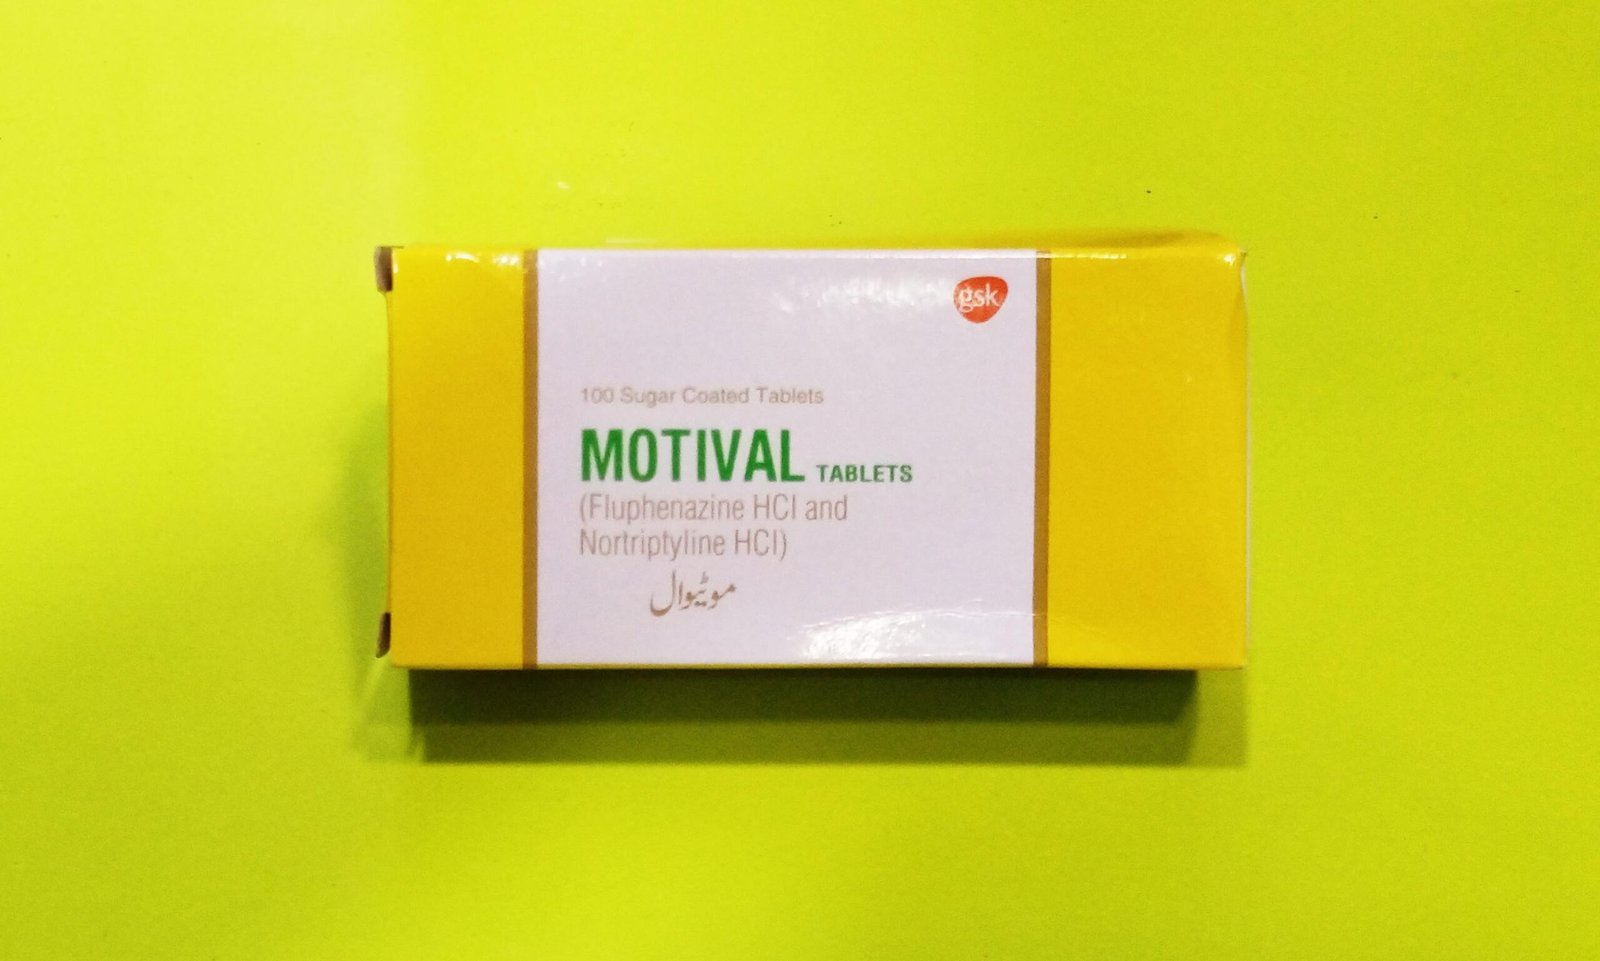 gsk
100 Sugar Coated Tablets
MOTIVAL TABLETS
(Fluphenazine HCl and
Nortriptyline HCl)
موٹیوال